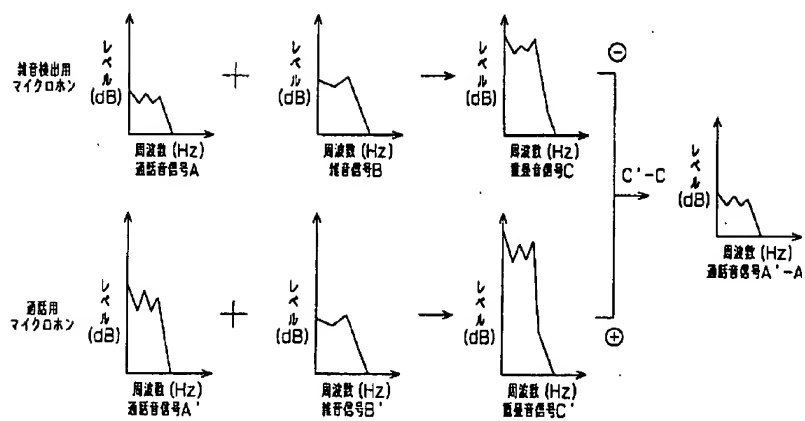 雑音検出用
マイクロホン
レベル
(dB)
周波数(Hz)
通話音信号A
+
レベル
(dB)
周波数(Hz)
雑音信号B
レベル
(dB)
周波数(Hz)
重畳音信号C
⊖
C'-C
レベル
(dB)
周波数(Hz)
通話音信号A'-A
通話用
マイクロホン
レベル
(dB)
周波数(Hz)
通話音信号A'
+
レベル
(dB)
周波数(Hz)
雑音信号B'
レベル
(dB)
周波数(Hz)
重畳音信号C'
⊕